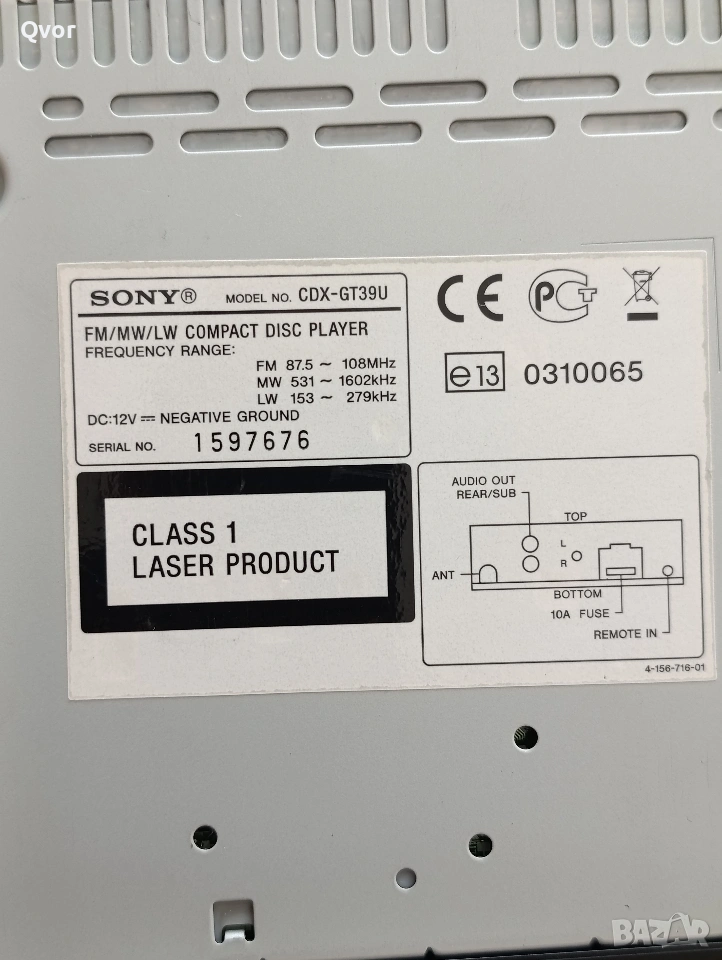 Qvor
SONY®
MODEL NO. CDX-GT39U
FM/MW/LW COMPACT DISC PLAYER
FREQUENCY RANGE:
FM 87.5 ~ 108MHz
MW 531 ~ 1602kHz
LW 153 ~ 279kHz
DC:12V ⎓ NEGATIVE GROUND
SERIAL NO. 1597676
CE PCT
e13 0310065
CLASS 1
LASER PRODUCT
AUDIO OUT
REAR/SUB
TOP
L
R
ANT
BOTTOM
10A FUSE
REMOTE IN
4-156-716-01
BAZAR